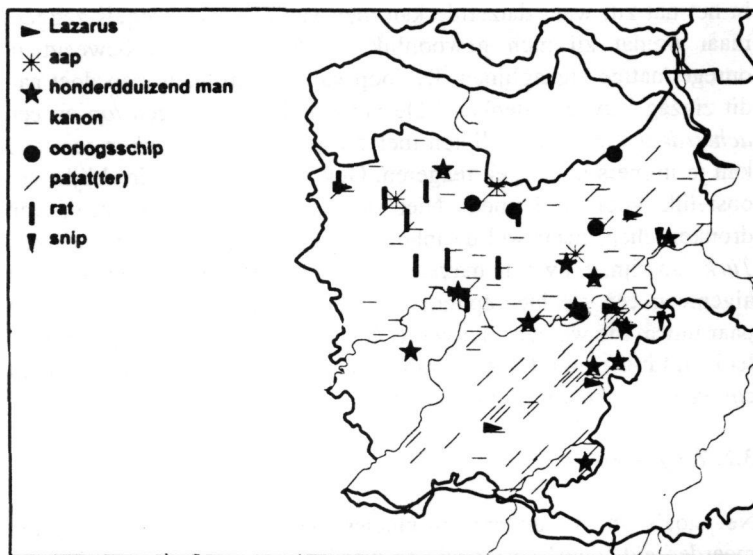 Lazarus
aap
honderdduizend man
kanon
oorlogsschip
patat(ter)
rat
snip